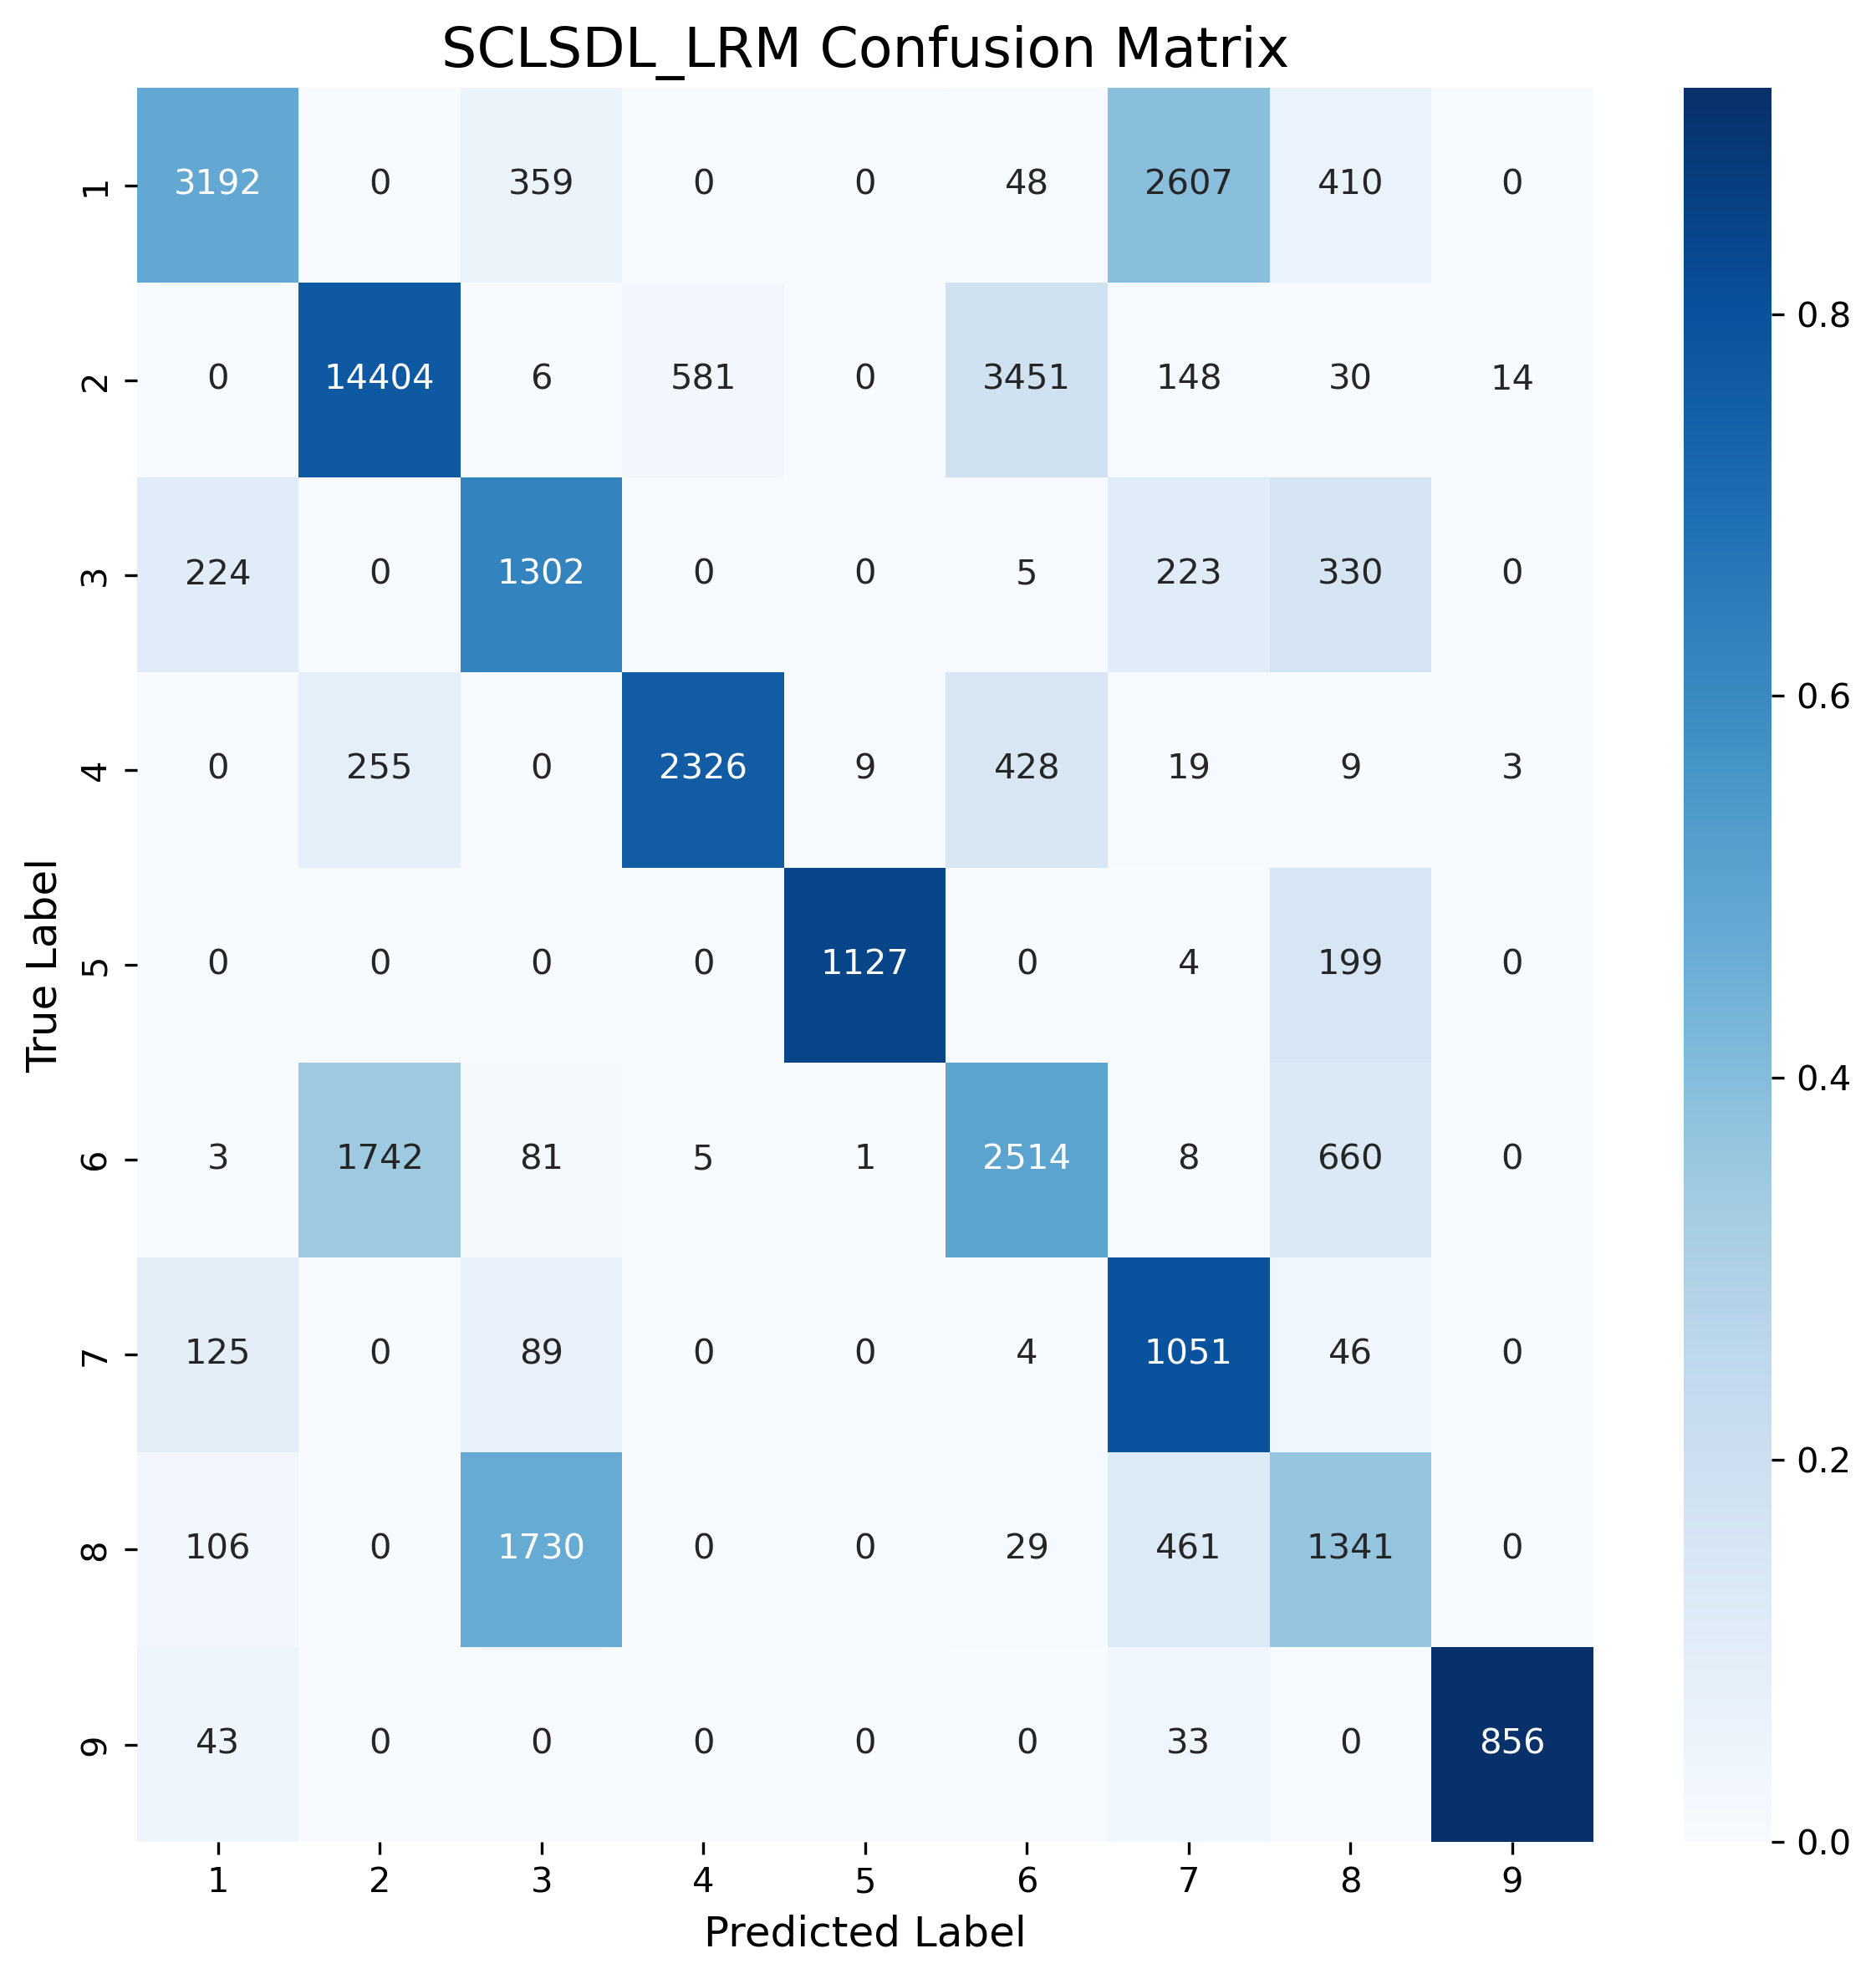 SCLSDL_LRM Confusion Matrix
1 3192 0 359 0 0 48 2607 410 0
2 0 14404 6 581 0 3451 148 30 14
3 224 0 1302 0 0 5 223 330 0
4 0 255 0 2326 9 428 19 9 3
5 0 0 0 0 1127 0 4 199 0
6 3 1742 81 5 1 2514 8 660 0
7 125 0 89 0 0 4 1051 46 0
8 106 0 1730 0 0 29 461 1341 0
9 43 0 0 0 0 0 33 0 856
1 2 3 4 5 6 7 8 9
Predicted Label
True Label
0.8
0.6
0.4
0.2
0.0